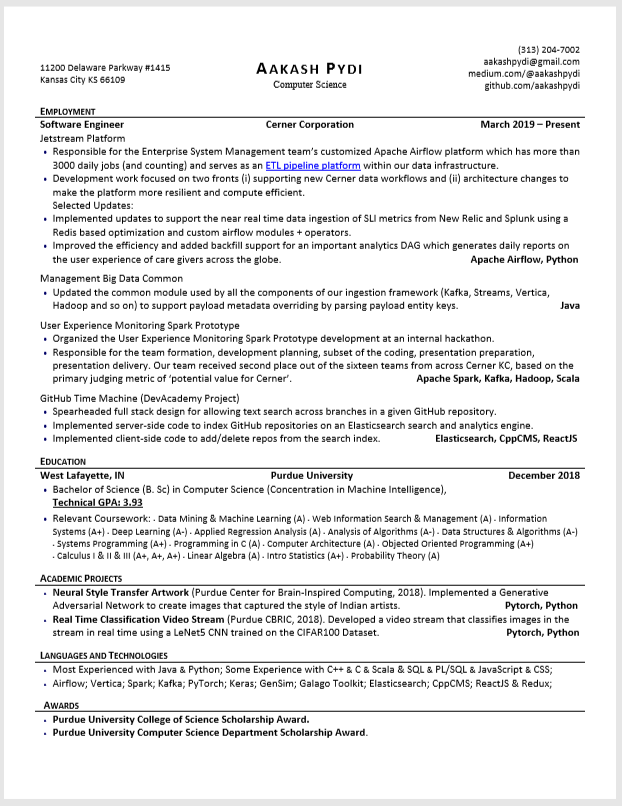 (313) 204-7002
11200 Delaware Parkway #1415
Kansas City KS 66109
AAKASH PYDI
Computer Science
aakashpydi@gmail.com
medium.com/@aakashpydi
github.com/aakashpydi
EMPLOYMENT
Software Engineer Cerner Corporation March 2019 – Present
Jetstream Platform
• Responsible for the Enterprise System Management team's customized Apache Airflow platform which has more than
3000 daily jobs (and counting) and serves as an ETL pipeline platform within our data infrastructure.
• Development work focused on two fronts (i) supporting new Cerner data workflows and (ii) architecture changes to
make the platform more resilient and compute efficient.
Selected Updates:
• Implemented updates to support the near real time data ingestion of SLI metrics from New Relic and Splunk using a
Redis based optimization and custom airflow modules + operators.
• Improved the efficiency and added backfill support for an important analytics DAG which generates daily reports on
the user experience of care givers across the globe. Apache Airflow, Python
Management Big Data Common
• Updated the common module used by all the components of our ingestion framework (Kafka, Streams, Vertica,
Hadoop and so on) to support payload metadata overriding by parsing payload entity keys. Java
User Experience Monitoring Spark Prototype
• Organized the User Experience Monitoring Spark Prototype development at an internal hackathon.
• Responsible for the team formation, development planning, subset of the coding, presentation preparation,
presentation delivery. Our team received second place out of the sixteen teams from across Cerner KC, based on the
primary judging metric of 'potential value for Cerner'. Apache Spark, Kafka, Hadoop, Scala
GitHub Time Machine (DevAcademy Project)
• Spearheaded full stack design for allowing text search across branches in a given GitHub repository.
• Implemented server-side code to index GitHub repositories on an Elasticsearch search and analytics engine.
• Implemented client-side code to add/delete repos from the search index. Elasticsearch, CppCMS, ReactJS
EDUCATION
West Lafayette, IN Purdue University December 2018
• Bachelor of Science (B. Sc) in Computer Science (Concentration in Machine Intelligence),
Technical GPA: 3.93
• Relevant Coursework: · Data Mining & Machine Learning (A) · Web Information Search & Management (A) · Information
Systems (A+) · Deep Learning (A-) · Applied Regression Analysis (A) · Analysis of Algorithms (A-) · Data Structures & Algorithms (A-)
· Systems Programming (A+) · Programming in C (A) · Computer Architecture (A) · Objected Oriented Programming (A+)
· Calculus I & II & III (A+, A+, A+) · Linear Algebra (A) · Intro Statistics (A+) · Probability Theory (A)
ACADEMIC PROJECTS
• Neural Style Transfer Artwork (Purdue Center for Brain-Inspired Computing, 2018). Implemented a Generative
Adversarial Network to create images that captured the style of Indian artists. Pytorch, Python
• Real Time Classification Video Stream (Purdue CBRIC, 2018). Developed a video stream that classifies images in the
stream in real time using a LeNet5 CNN trained on the CIFAR100 Dataset. Pytorch, Python
LANGUAGES AND TECHNOLOGIES
• Most Experienced with Java & Python; Some Experience with C++ & C & Scala & SQL & PL/SQL & JavaScript & CSS;
• Airflow; Vertica; Spark; Kafka; PyTorch; Keras; GenSim; Galago Toolkit; Elasticsearch; CppCMS; ReactJS & Redux;
AWARDS
• Purdue University College of Science Scholarship Award.
• Purdue University Computer Science Department Scholarship Award.